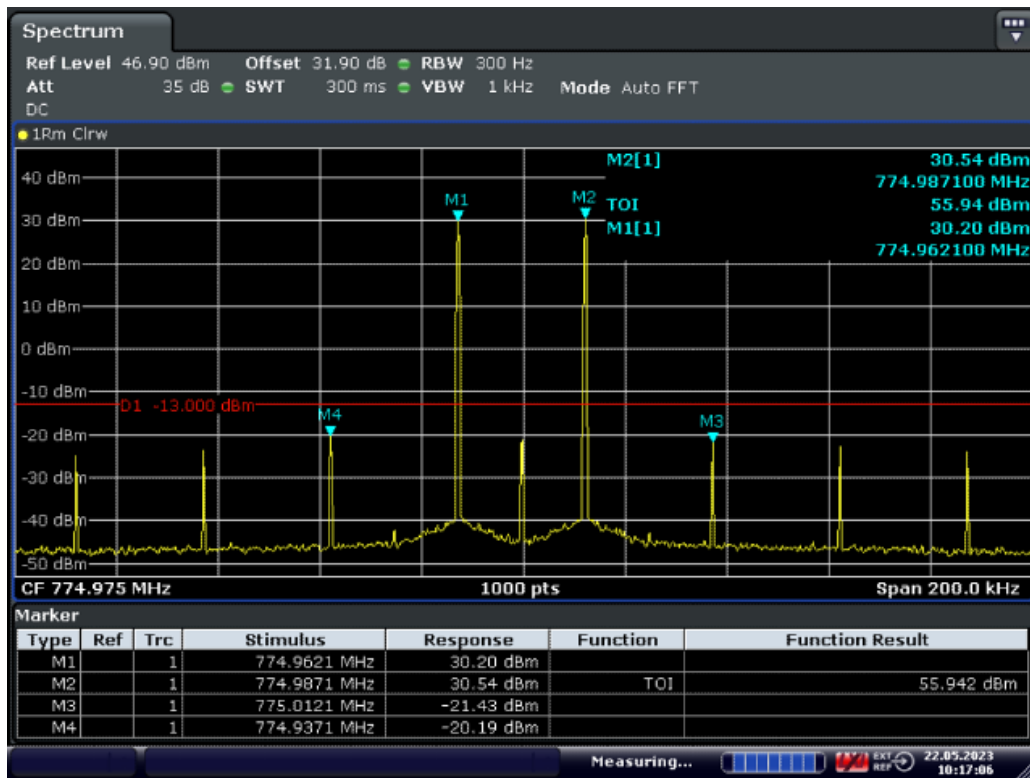 Spectrum
Ref Level 46.90 dBm Offset 31.90 dB RBW 300 Hz
Att 35 dB SWT 300 ms VBW 1 kHz Mode Auto FFT
DC
1Rm Clrw
M2[1] 30.54 dBm
774.987100 MHz
TOI 55.94 dBm
M1[1] 30.20 dBm
774.962100 MHz
40 dBm
30 dBm
20 dBm
10 dBm
0 dBm
-10 dBm
-20 dBm
-30 dBm
-40 dBm
-50 dBm
D1 -13.000 dBm
M1
M2
M4
M3
CF 774.975 MHz 1000 pts Span 200.0 kHz
Marker
Type Ref Trc Stimulus Response Function Function Result
M1 1 774.9621 MHz 30.20 dBm
M2 1 774.9871 MHz 30.54 dBm TOI 55.942 dBm
M3 1 775.0121 MHz -21.43 dBm
M4 1 774.9371 MHz -20.19 dBm
Measuring... EXT REF 22.05.2023
10:17:06